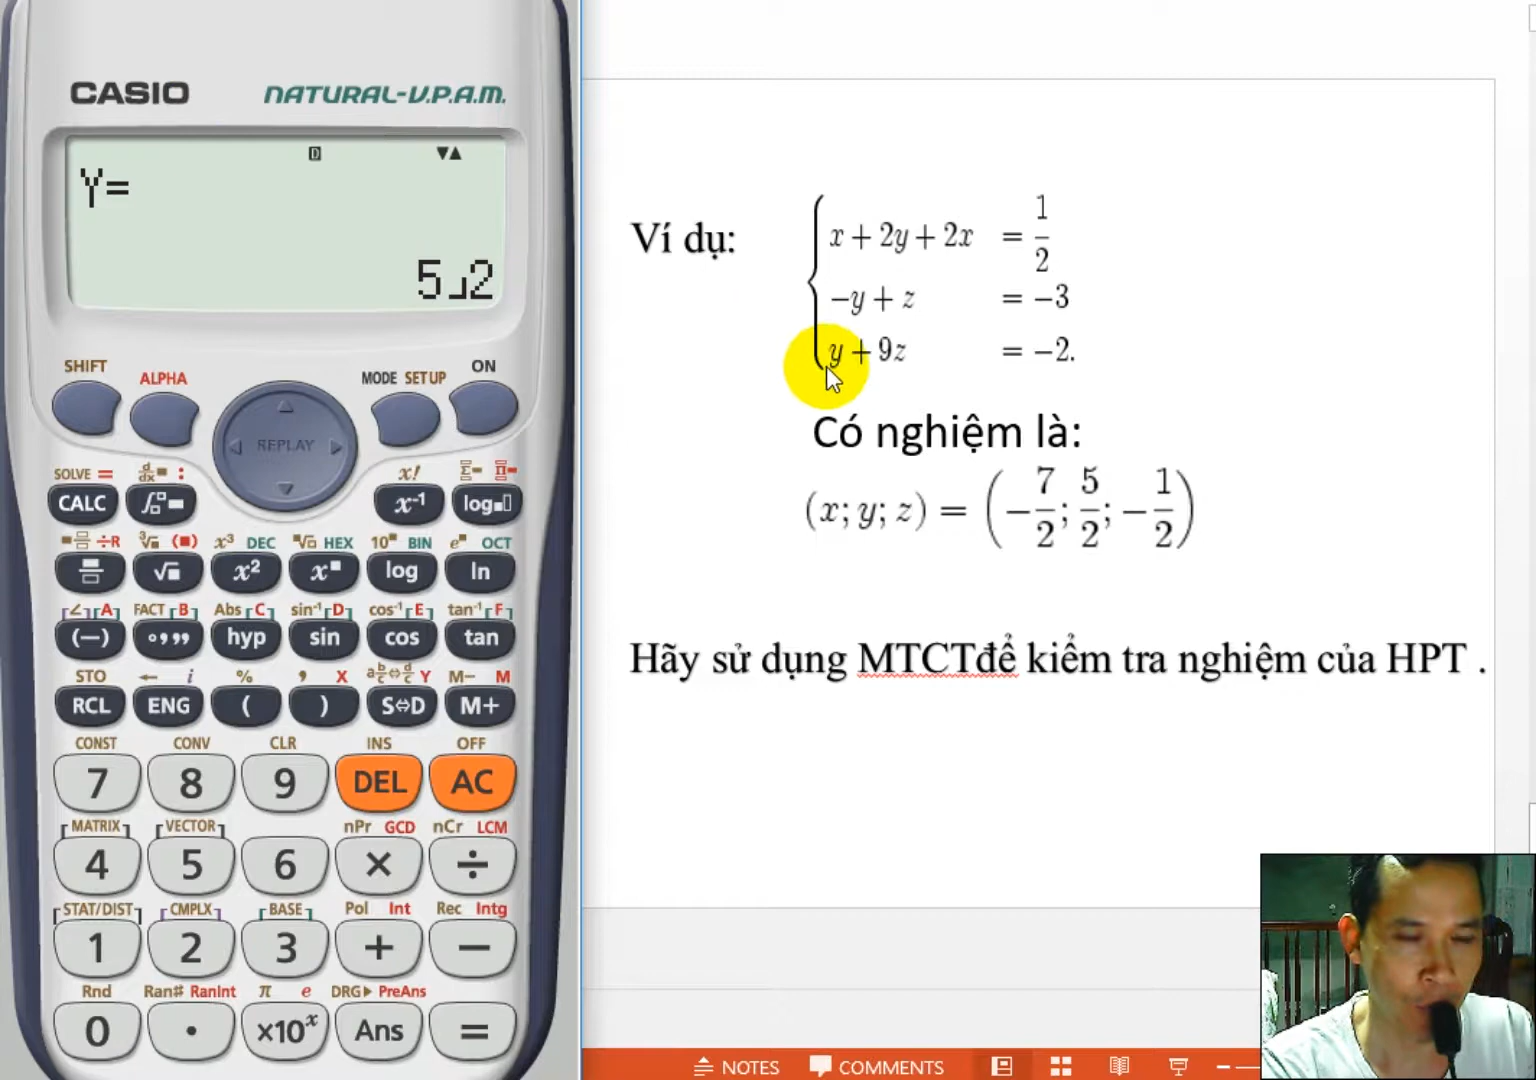 CASIO NATURAL-V.P.A.M.
D ▼▲
Y=
5⌟2
SHIFT ALPHA MODE SETUP ON
REPLAY
SOLVE = d/dx :  x! Σ Π
CALC ∫ x⁻¹ log
÷R ³√ (■) x³ DEC √ HEX 10 BIN e OCT
√ x² x log ln
∠ A FACT B Abs C sin⁻¹ D cos⁻¹ E tan⁻¹ F
(−) °,,, hyp sin cos tan
STO ← i % , X a b/c⇔d/c Y M− M
RCL ENG ( ) S⇔D M+
CONST CONV CLR INS OFF
7 8 9 DEL AC
MATRIX VECTOR nPr GCD nCr LCM
4 5 6 × ÷
STAT/DIST CMPLX BASE Pol Int Rec Intg
1 2 3 + −
Rnd Ran# RanInt π e DRG▶ PreAns
0 . ×10ˣ Ans =
Ví dụ:
x + 2y + 2x = 1/2
−y + z = −3
y + 9z = −2.
Có nghiệm là:
(x; y; z) = (−7/2; 5/2; −1/2)
Hãy sử dụng MTCTđể kiểm tra nghiệm của HPT .
NOTES COMMENTS